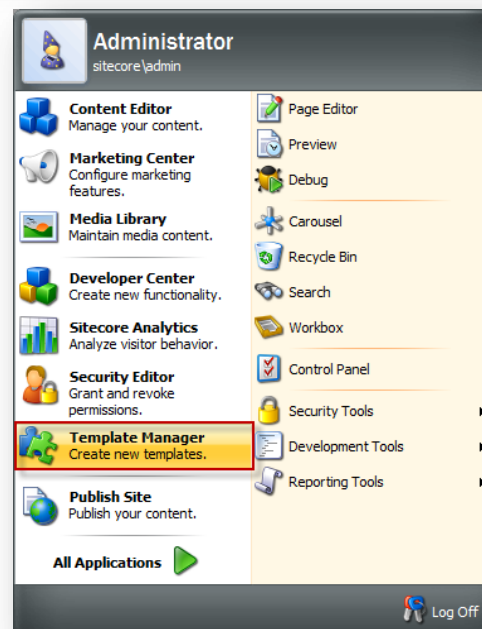 Administrator
sitecore\admin
Content Editor
Manage your content.
Marketing Center
Configure marketing
features.
Media Library
Maintain media content.
Developer Center
Create new functionality.
Sitecore Analytics
Analyze visitor behavior.
Security Editor
Grant and revoke
permissions.
Template Manager
Create new templates.
Publish Site
Publish your content.
All Applications
Page Editor
Preview
Debug
Carousel
Recycle Bin
Search
Workbox
Control Panel
Security Tools
Development Tools
Reporting Tools
Log Off